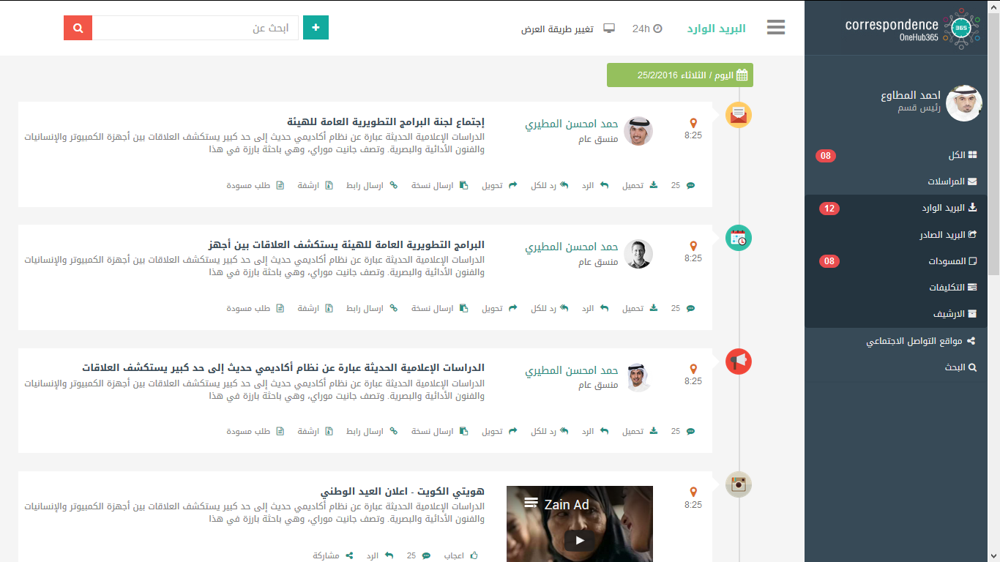 correspondence
365
OneHub365
احمد المطاوع
رئيس قسم
الكل
08
المراسلات
البريد الوارد
12
البريد الصادر
المسودات
08
التكليفات
الارشيف
مواقع التواصل الاجتماعي
البحث
البريد الوارد
24h
تغيير طريقة العرض
ابحث عن
اليوم / الثلاثاء 25/2/2016
8:25
حمد امحسن المطيري
منسق عام
إجتماع لجنة البرامج التطويرية العامة للهيئة
الدراسات الإعلامية الحديثة عبارة عن نظام أكاديمي حديث إلى حد كبير يستكشف العلاقات بين أجهزة الكمبيوتر والإنسانيات
والفنون الأدائية والبصرية. وتصف جانيت موراي، وهي باحثة بارزة في هذا
25 تحميل الرد رد للكل تحويل ارسال نسخة ارسال رابط ارشفة طلب مسودة
8:25
حمد امحسن المطيري
منسق عام
البرامج التطويرية العامة للهيئة يستكشف العلاقات بين أجهز
الدراسات الإعلامية الحديثة عبارة عن نظام أكاديمي حديث إلى حد كبير يستكشف العلاقات بين أجهزة الكمبيوتر والإنسانيات
والفنون الأدائية والبصرية. وتصف جانيت موراي، وهي باحثة بارزة في هذا
25 تحميل الرد رد للكل تحويل ارسال نسخة ارسال رابط ارشفة طلب مسودة
8:25
حمد امحسن المطيري
منسق عام
الدراسات الإعلامية الحديثة عبارة عن نظام أكاديمي حديث إلى حد كبير يستكشف العلاقات
الدراسات الإعلامية الحديثة عبارة عن نظام أكاديمي حديث إلى حد كبير يستكشف العلاقات بين أجهزة الكمبيوتر والإنسانيات
والفنون الأدائية والبصرية. وتصف جانيت موراي، وهي باحثة بارزة في هذا
25 تحميل الرد رد للكل تحويل ارسال نسخة ارسال رابط ارشفة طلب مسودة
8:25
Zain Ad
هويتي الكويت - اعلان العيد الوطني
الدراسات الإعلامية الحديثة عبارة عن نظام أكاديمي حديث إلى حد كبير يستكشف العلاقات بين أجهزة الكمبيوتر والإنسانيات
والفنون الأدائية والبصرية. وتصف جانيت موراي، وهي باحثة بارزة في هذا
اعجاب 25 الرد مشاركة